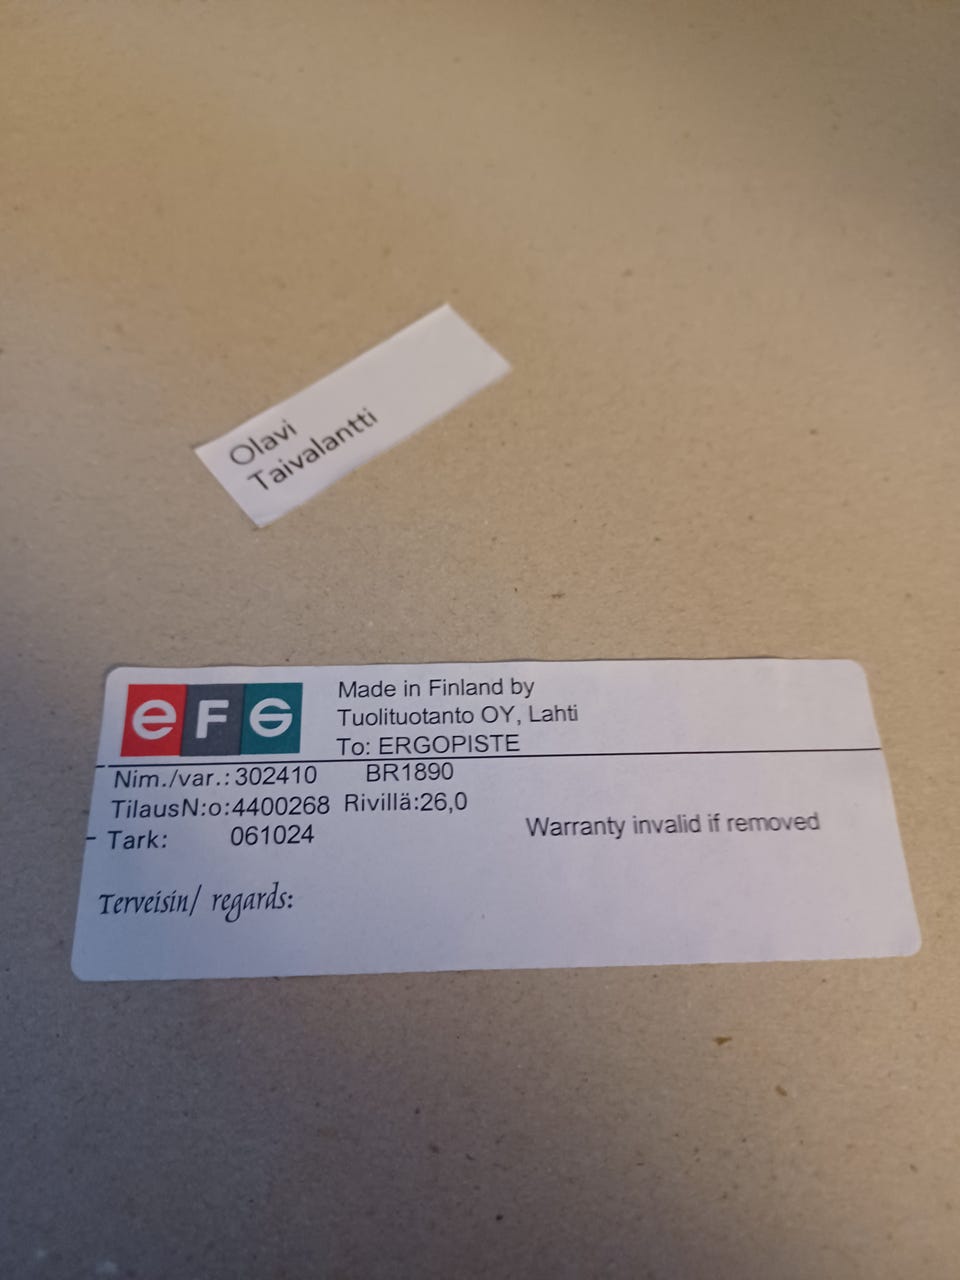 Olavi
Taivalantti
eFG
Made in Finland by
Tuolituotanto OY, Lahti
To: ERGOPISTE
Nim./var.: 302410 BR1890
TilausN:o:4400268 Rivillä:26,0
Tark: 061024
Warranty invalid if removed
Terveisin/ regards: